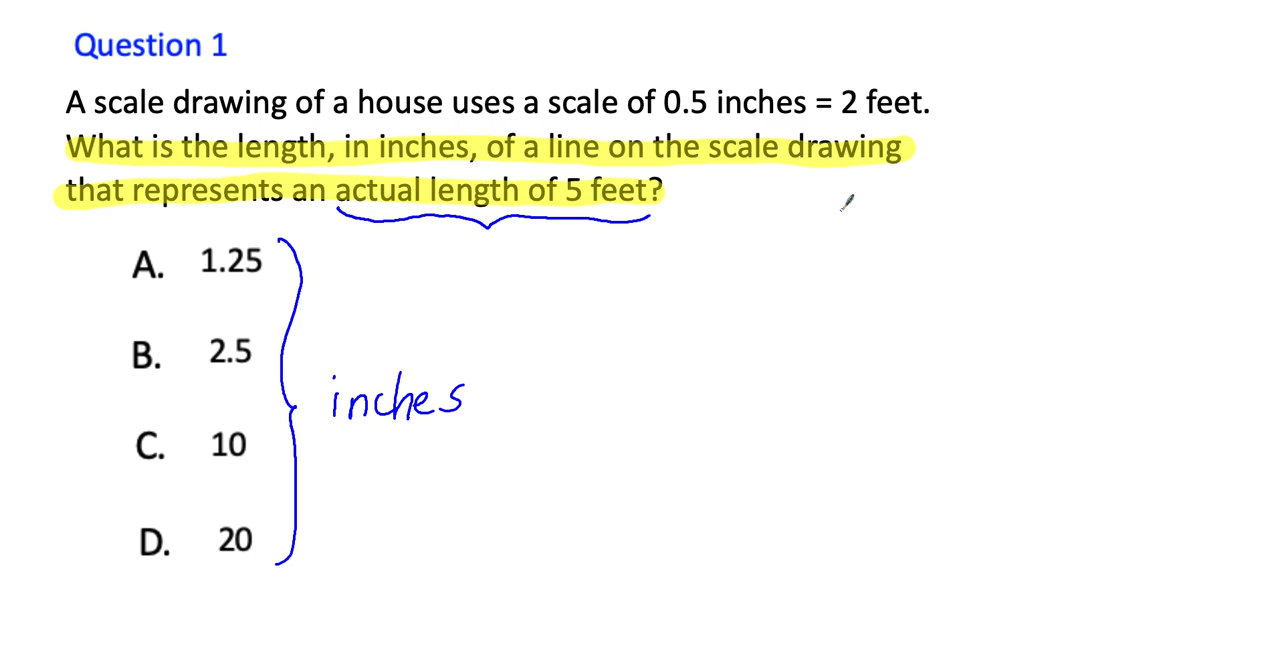 Question 1
A scale drawing of a house uses a scale of 0.5 inches = 2 feet.
What is the length, in inches, of a line on the scale drawing
that represents an actual length of 5 feet?
A. 1.25
B. 2.5
inches
C. 10
D. 20